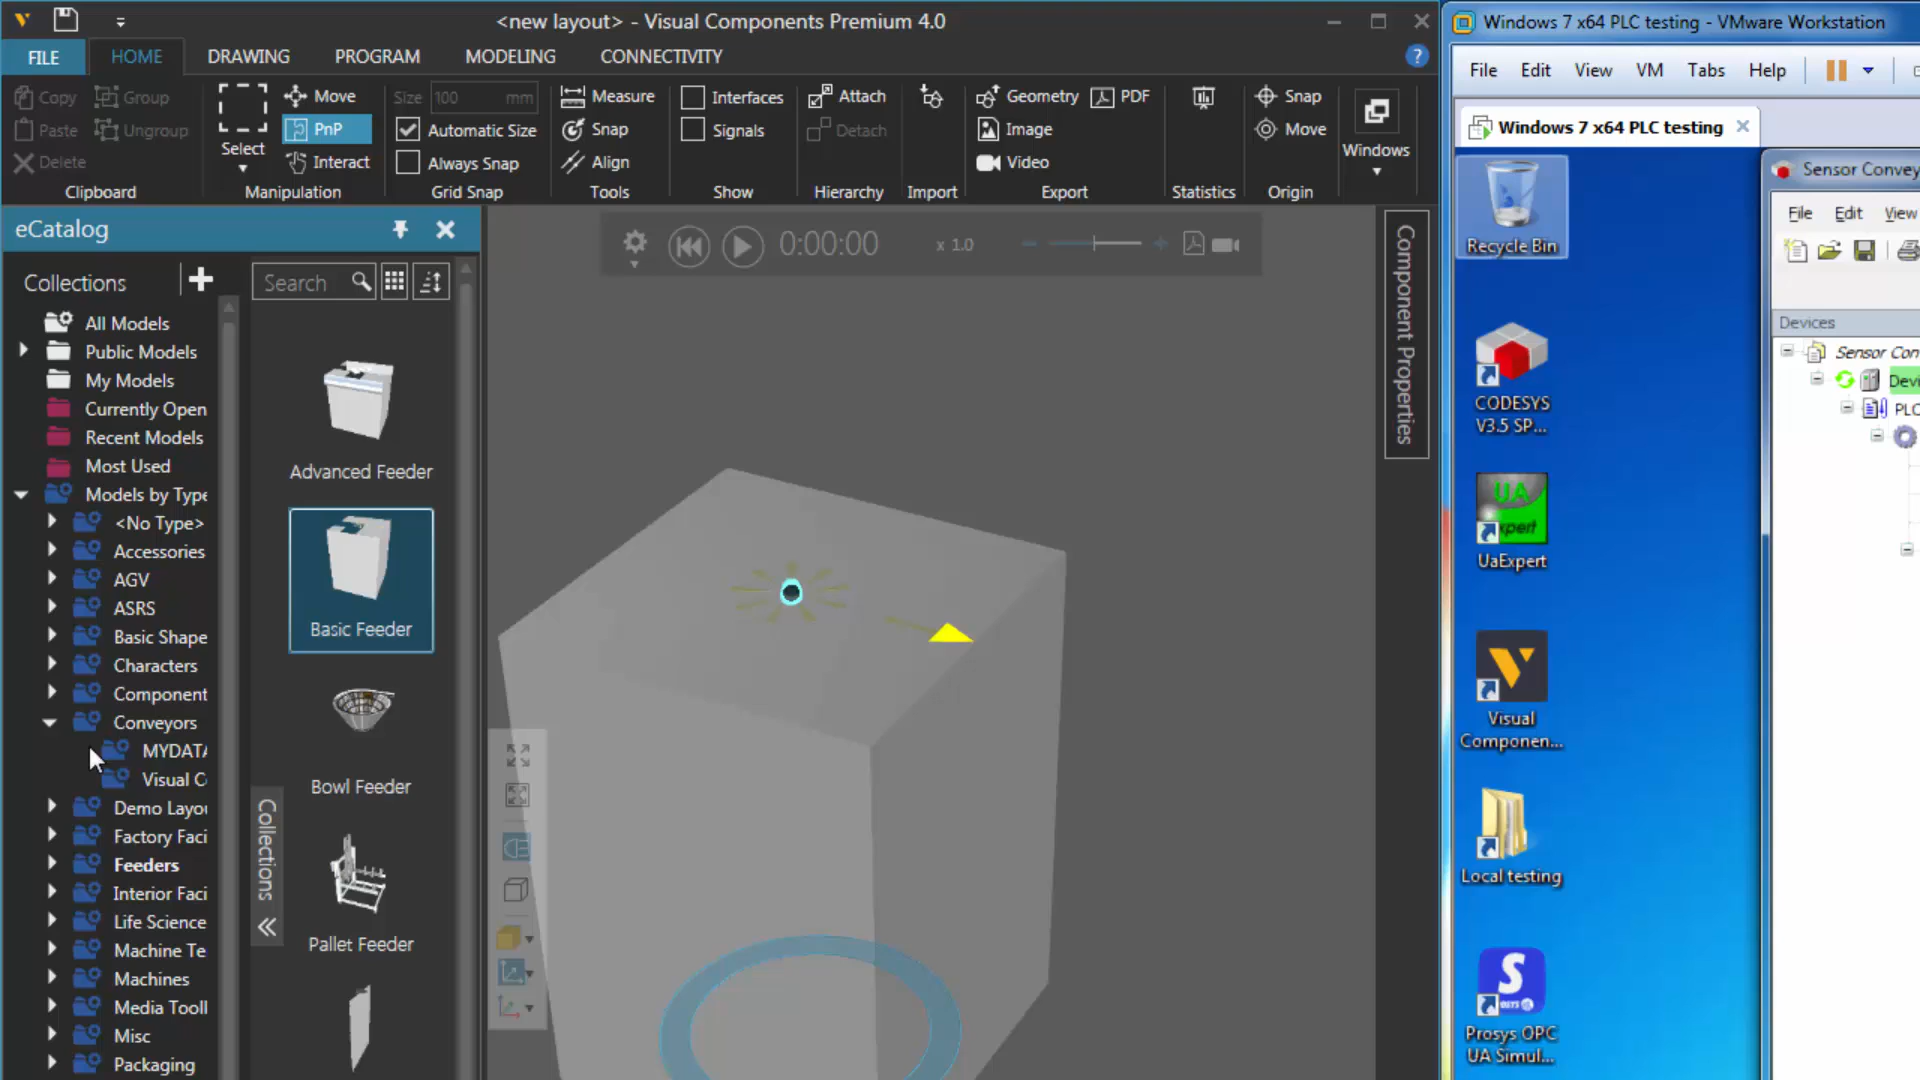 <new layout> - Visual Components Premium 4.0
FILE HOME DRAWING PROGRAM MODELING CONNECTIVITY
?
Copy
Paste
Delete
Group
Ungroup
Clipboard
Select
Move
PnP
Interact
Manipulation
Size 100 mm
Automatic Size
Always Snap
Grid Snap
Measure
Snap
Align
Tools
Interfaces
Signals
Show
Attach
Detach
Hierarchy
Import
Geometry
PDF
Image
Video
Export
Statistics
Snap
Move
Origin
Windows
eCatalog
Collections
Search
All Models
Public Models
My Models
Currently Open
Recent Models
Most Used
Models by Type
<No Type>
Accessories
AGV
ASRS
Basic Shape
Characters
Component
Conveyors
MYDATA
Visual C
Demo Layou
Factory Faci
Feeders
Interior Faci
Life Science
Machine Te
Machines
Media Tooll
Misc
Packaging
Collections
Advanced Feeder
Basic Feeder
Bowl Feeder
Pallet Feeder
0:00:00
x 1.0
Component Properties
Windows 7 x64 PLC testing - VMware Workstation
File Edit View VM Tabs Help
Windows 7 x64 PLC testing
Recycle Bin
CODESYS
V3.5 SP...
UA
xpert
UaExpert
Visual
Componen...
Local testing
Prosys OPC
UA Simul...
Sensor Convey
File Edit View
Devices
Sensor Con
Devi
PLC